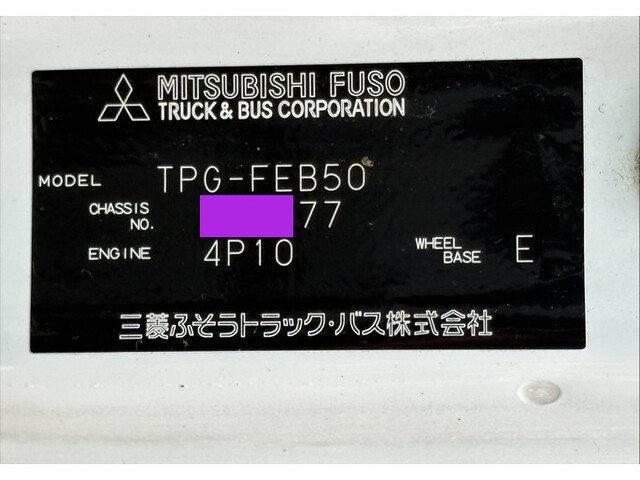 MITSUBISHI FUSO
TRUCK & BUS CORPORATION
MODEL TPG-FEB50
CHASSIS NO. 77
ENGINE 4P10 WHEEL BASE E
三菱ふそうトラック・バス株式会社